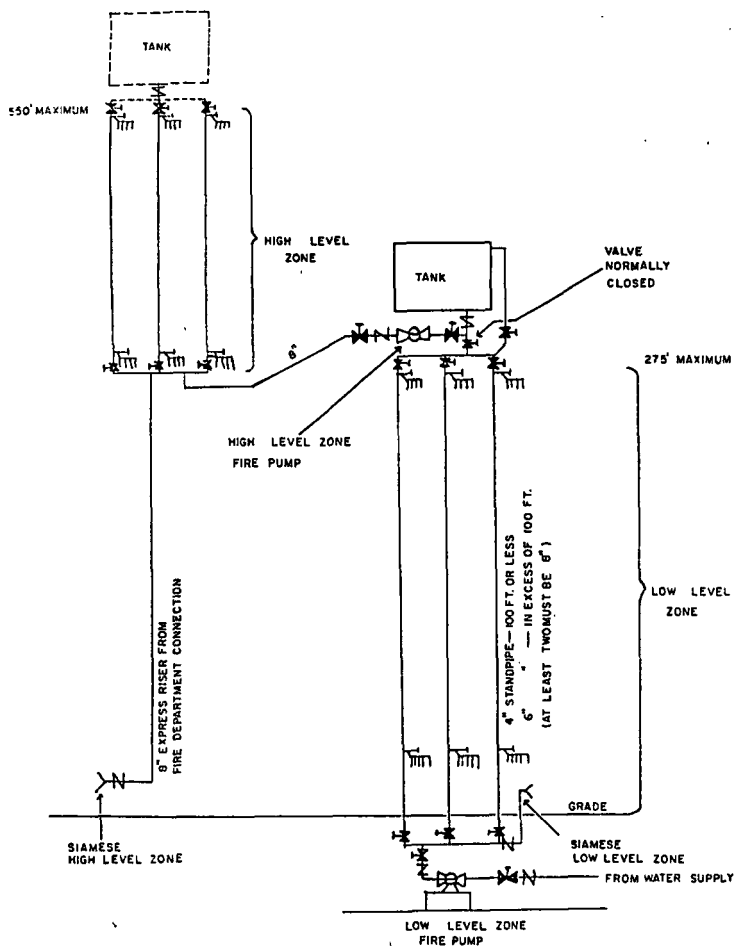 TANK
550' MAXIMUM
HIGH LEVEL
ZONE
TANK
VALVE
NORMALLY
CLOSED
8"
275' MAXIMUM
HIGH LEVEL ZONE
FIRE PUMP
4" STANDPIPE—100 FT. OR LESS
6" " — IN EXCESS OF 100 FT.
(AT LEAST TWO MUST BE 8")
LOW LEVEL
ZONE
8" EXPRESS RISER FROM
FIRE DEPARTMENT CONNECTION
GRADE
SIAMESE
HIGH LEVEL ZONE
SIAMESE
LOW LEVEL ZONE
FROM WATER SUPPLY
LOW LEVEL ZONE
FIRE PUMP